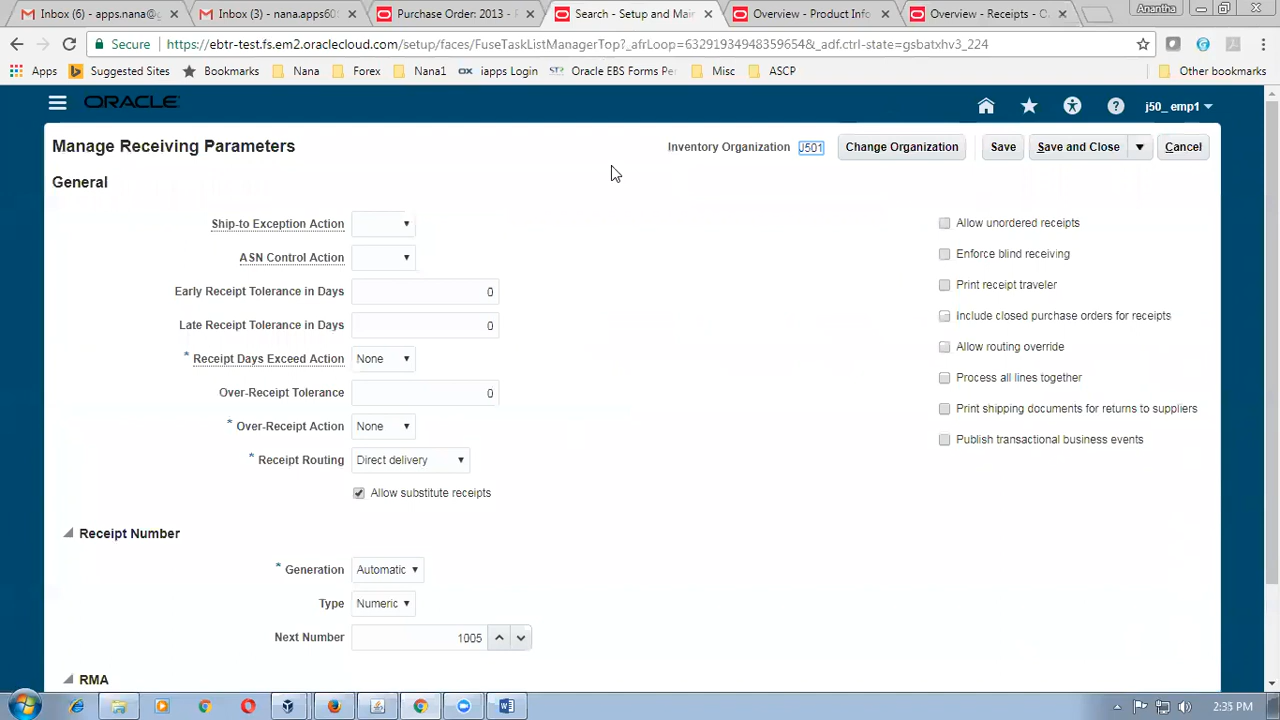 Inbox (6) - apps.nana@g
Inbox (3) - nana.apps60
Purchase Order: 2013 -
Search - Setup and Main
Overview - Product Info
Overview - Receipts - O
Anantha
Secure https://ebtr-test.fs.em2.oraclecloud.com/setup/faces/FuseTaskListManagerTop?_afrLoop=632919349483596548&_adf.ctrl-state=gsbatxhv3_224
Apps Suggested Sites Bookmarks Nana Forex Nana1 iapps Login Oracle EBS Forms Pe Misc ASCP Other bookmarks
ORACLE j50_emp1
Manage Receiving Parameters Inventory Organization J501 Change Organization Save Save and Close Cancel
General
Ship-to Exception Action
ASN Control Action
Early Receipt Tolerance in Days 0
Late Receipt Tolerance in Days 0
* Receipt Days Exceed Action None
Over-Receipt Tolerance 0
* Over-Receipt Action None
* Receipt Routing Direct delivery
Allow substitute receipts
Allow unordered receipts
Enforce blind receiving
Print receipt traveler
Include closed purchase orders for receipts
Allow routing override
Process all lines together
Print shipping documents for returns to suppliers
Publish transactional business events
Receipt Number
* Generation Automatic
Type Numeric
Next Number 1005
RMA
2:35 PM